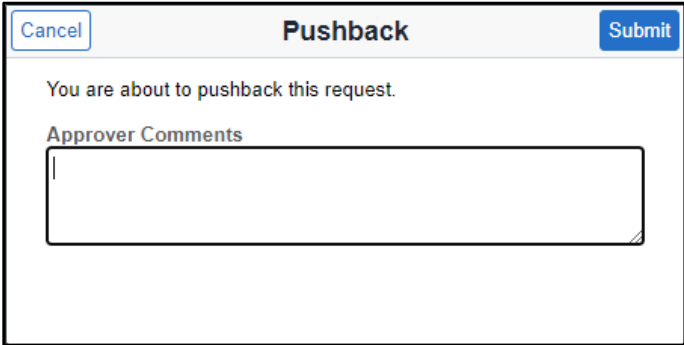 Cancel Pushback Submit
You are about to pushback this request.
Approver Comments